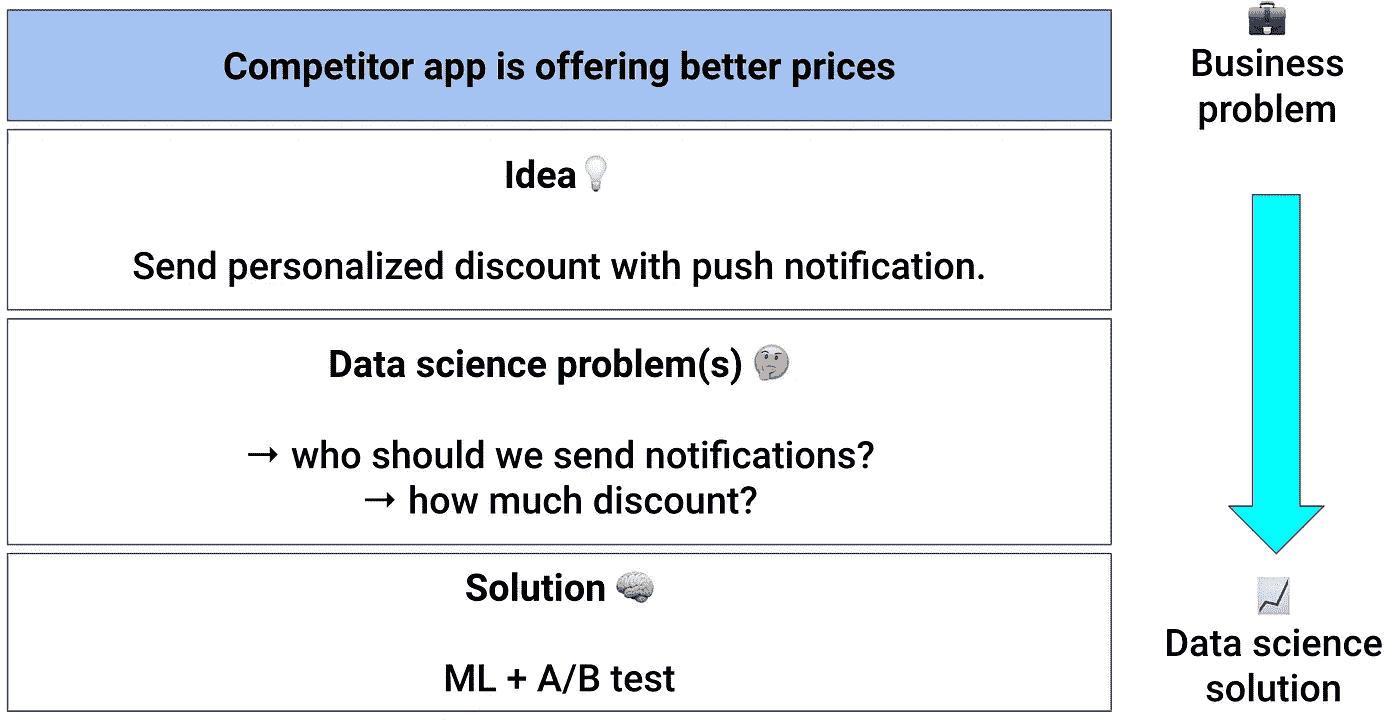 Competitor app is offering better prices
Idea💡
Send personalized discount with push notification.
Data science problem(s) 🤔
→ who should we send notifications?
→ how much discount?
Solution 🧠
ML + A/B test
💼
Business
problem
📈
Data science
solution